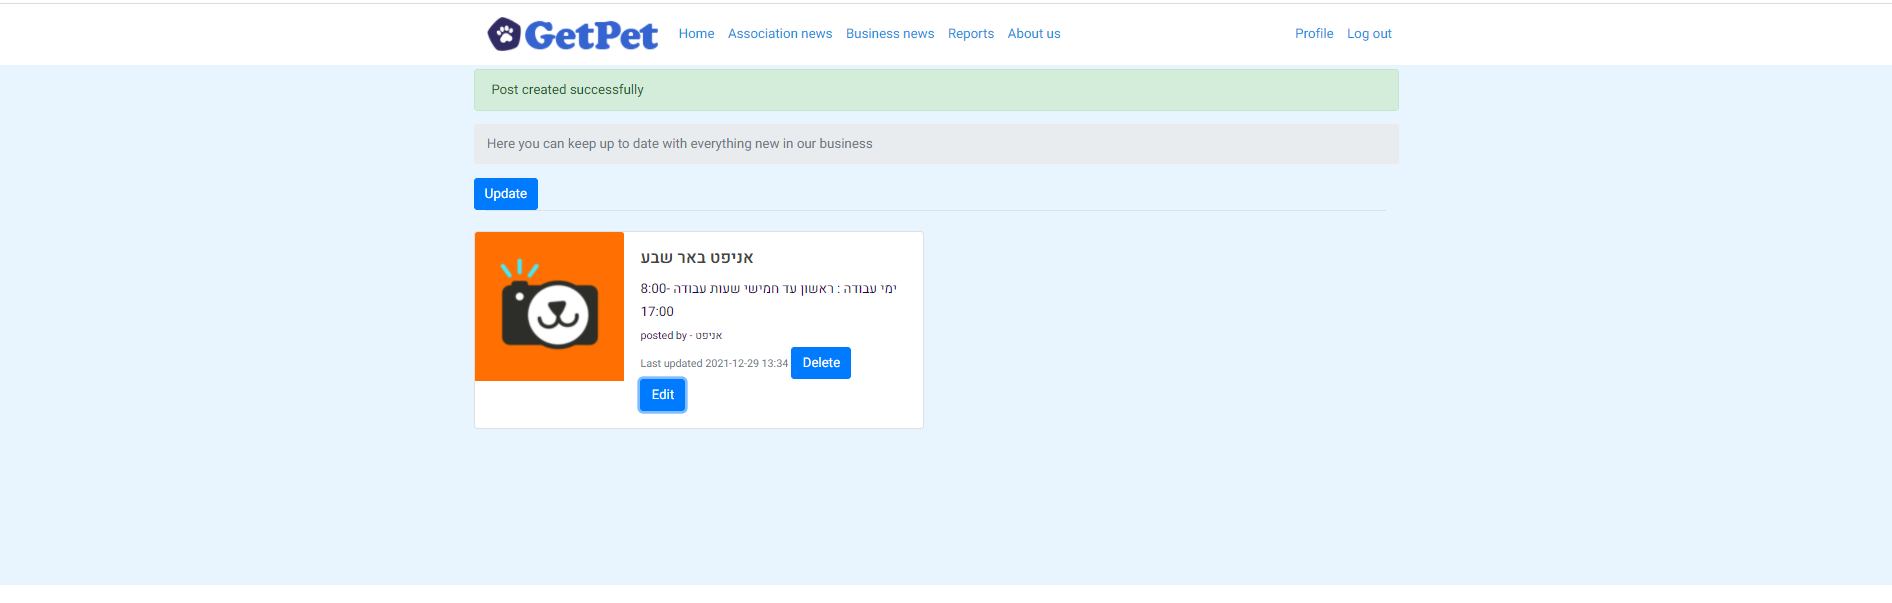 GetPet
Home Association news Business news Reports About us Profile Log out
Post created successfully
Here you can keep up to date with everything new in our business
Update
אניפט באר שבע
ימי עבודה : ראשון עד חמישי שעות עבודה -8:00
17:00
posted by - אניפט
Last updated 2021-12-29 13:34 Delete
Edit